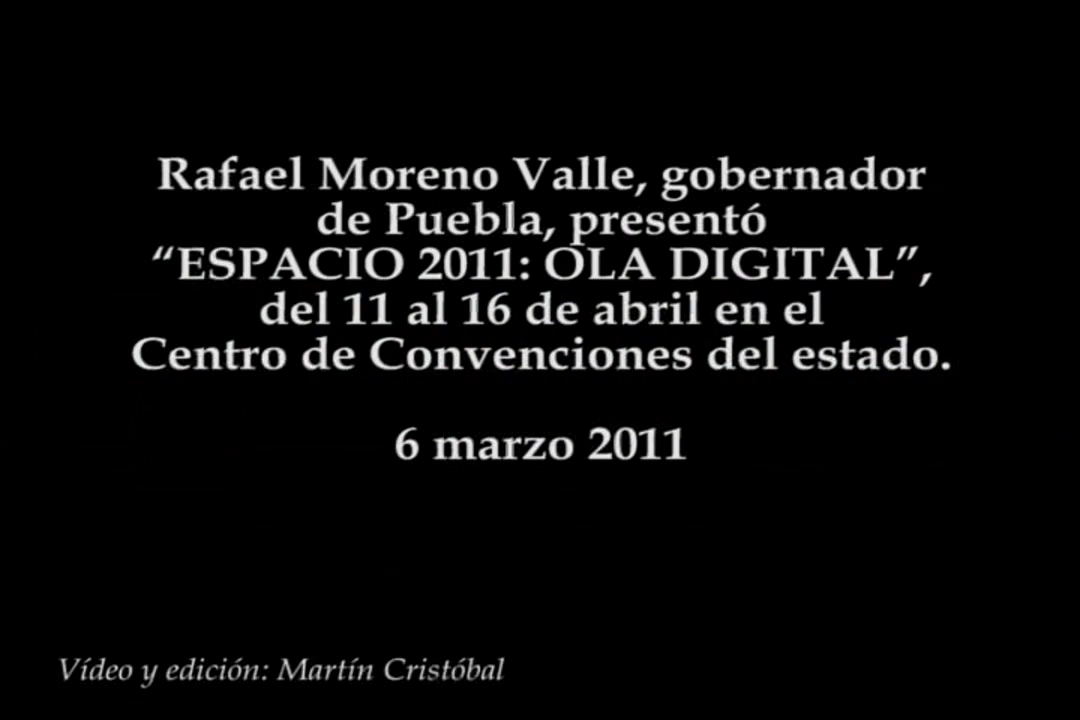 Rafael Moreno Valle, gobernador
de Puebla, presentó
“ESPACIO 2011: OLA DIGITAL”,
del 11 al 16 de abril en el
Centro de Convenciones del estado.
6 marzo 2011
Vídeo y edición: Martín Cristóbal